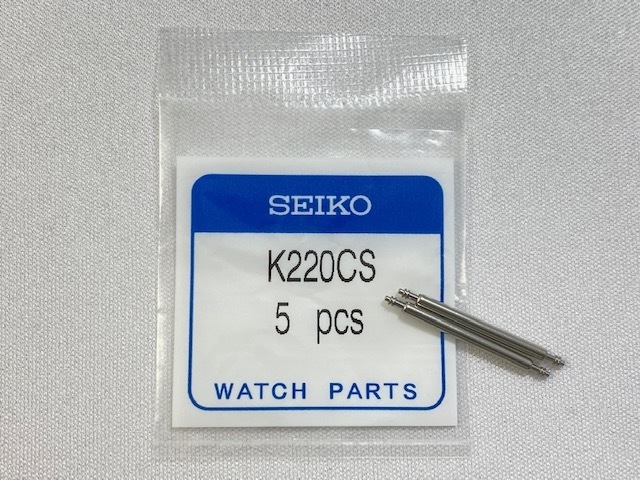 SEIKO
K220CS
5 pcs
WATCH PARTS